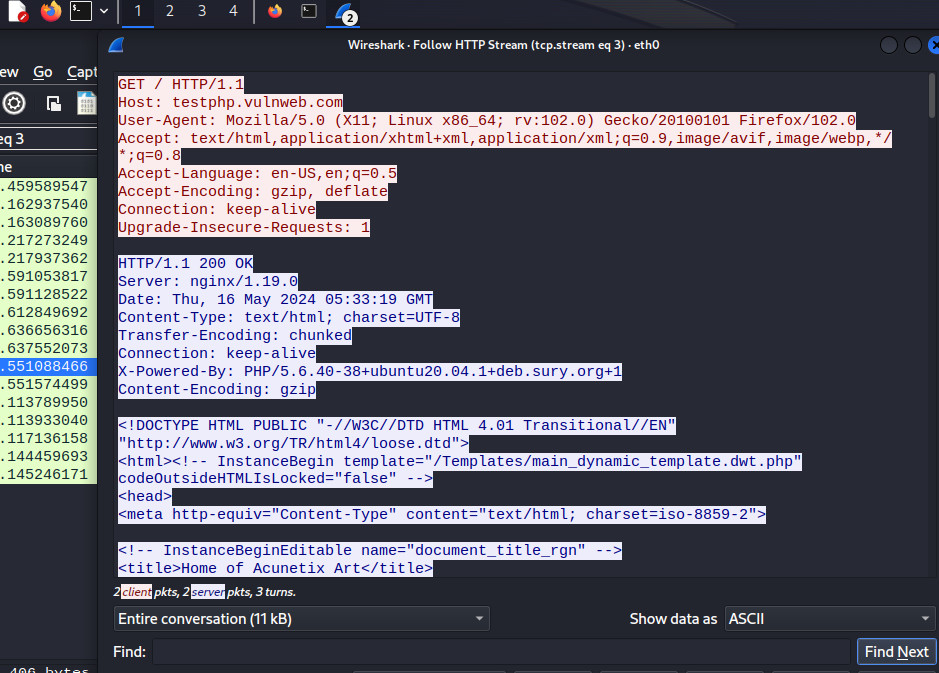 1 2 3 4 2
Wireshark · Follow HTTP Stream (tcp.stream eq 3) · eth0
ew Go Capt
eq 3
ne
.459589547
.162937540
.163089760
.217273249
.217937362
.591053817
.591128522
.612849692
.636656316
.637552073
.551088466
.551574499
.113789950
.113933040
.117136158
.144459693
.145246171
GET / HTTP/1.1
Host: testphp.vulnweb.com
User-Agent: Mozilla/5.0 (X11; Linux x86_64; rv:102.0) Gecko/20100101 Firefox/102.0
Accept: text/html,application/xhtml+xml,application/xml;q=0.9,image/avif,image/webp,*/
*;q=0.8
Accept-Language: en-US,en;q=0.5
Accept-Encoding: gzip, deflate
Connection: keep-alive
Upgrade-Insecure-Requests: 1
HTTP/1.1 200 OK
Server: nginx/1.19.0
Date: Thu, 16 May 2024 05:33:19 GMT
Content-Type: text/html; charset=UTF-8
Transfer-Encoding: chunked
Connection: keep-alive
X-Powered-By: PHP/5.6.40-38+ubuntu20.04.1+deb.sury.org+1
Content-Encoding: gzip
<!DOCTYPE HTML PUBLIC "-//W3C//DTD HTML 4.01 Transitional//EN"
"http://www.w3.org/TR/html4/loose.dtd">
<html><!-- InstanceBegin template="/Templates/main_dynamic_template.dwt.php"
codeOutsideHTMLIsLocked="false" -->
<head>
<meta http-equiv="Content-Type" content="text/html; charset=iso-8859-2">
<!-- InstanceBeginEditable name="document_title_rgn" -->
<title>Home of Acunetix Art</title>
2 client pkts, 2 server pkts, 3 turns.
Entire conversation (11 kB) Show data as ASCII
Find: Find Next
406 bytes